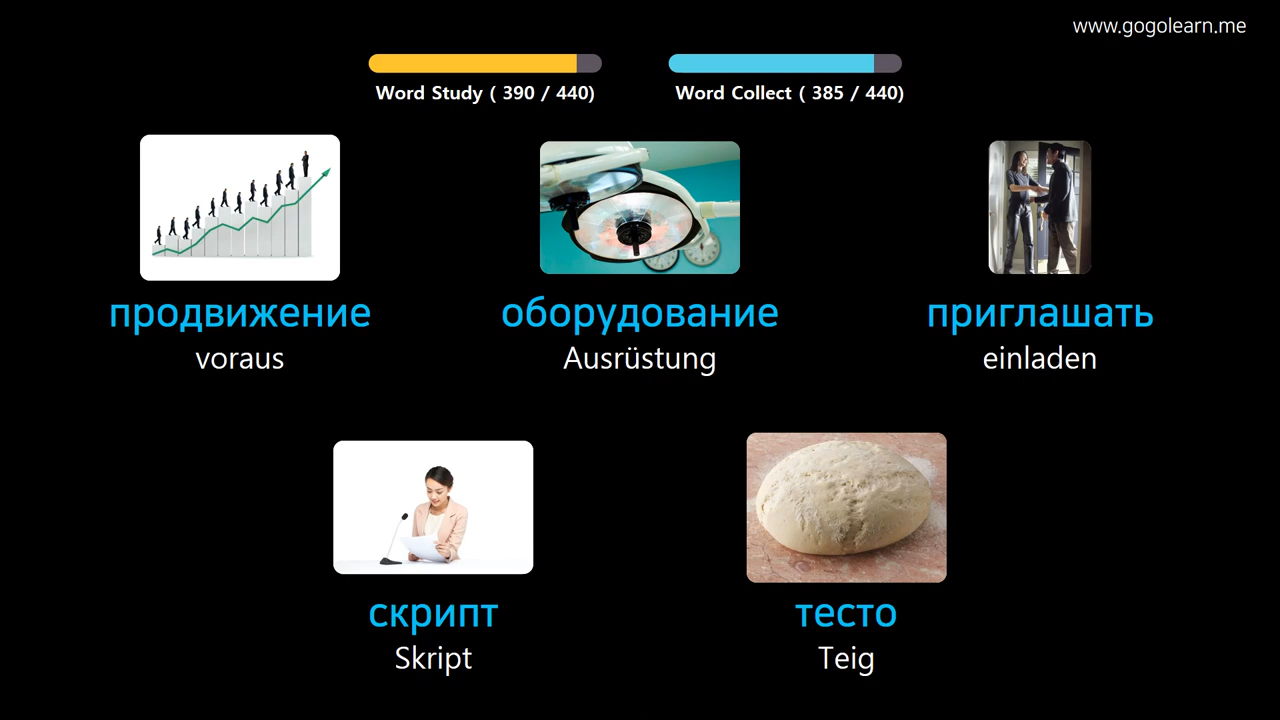 www.gogolearn.me
Word Study ( 390 / 440)
Word Collect ( 385 / 440)
продвижение
voraus
оборудование
Ausrüstung
приглашать
einladen
скрипт
Skript
тесто
Teig